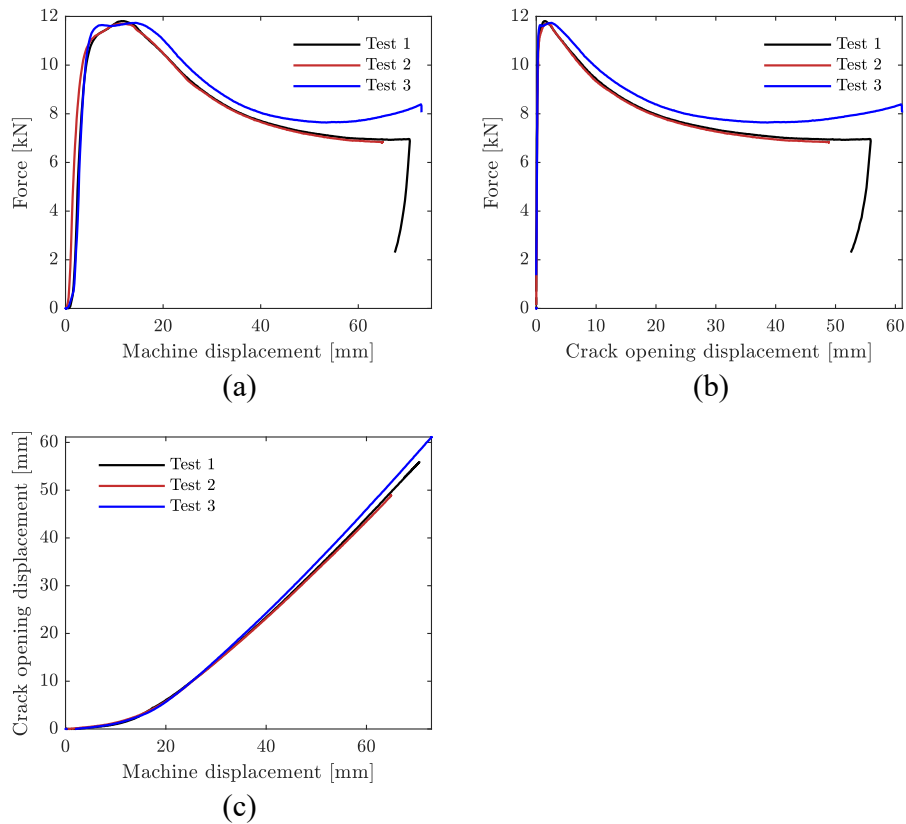 12
10
8
6
4
2
0
Force [kN]
Test 1
Test 2
Test 3
0 20 40 60
Machine displacement [mm]
(a)
12
10
8
6
4
2
0
Force [kN]
Test 1
Test 2
Test 3
0 10 20 30 40 50 60
Crack opening displacement [mm]
(b)
60
50
40
30
20
10
0
Crack opening displacement [mm]
Test 1
Test 2
Test 3
0 20 40 60
Machine displacement [mm]
(c)